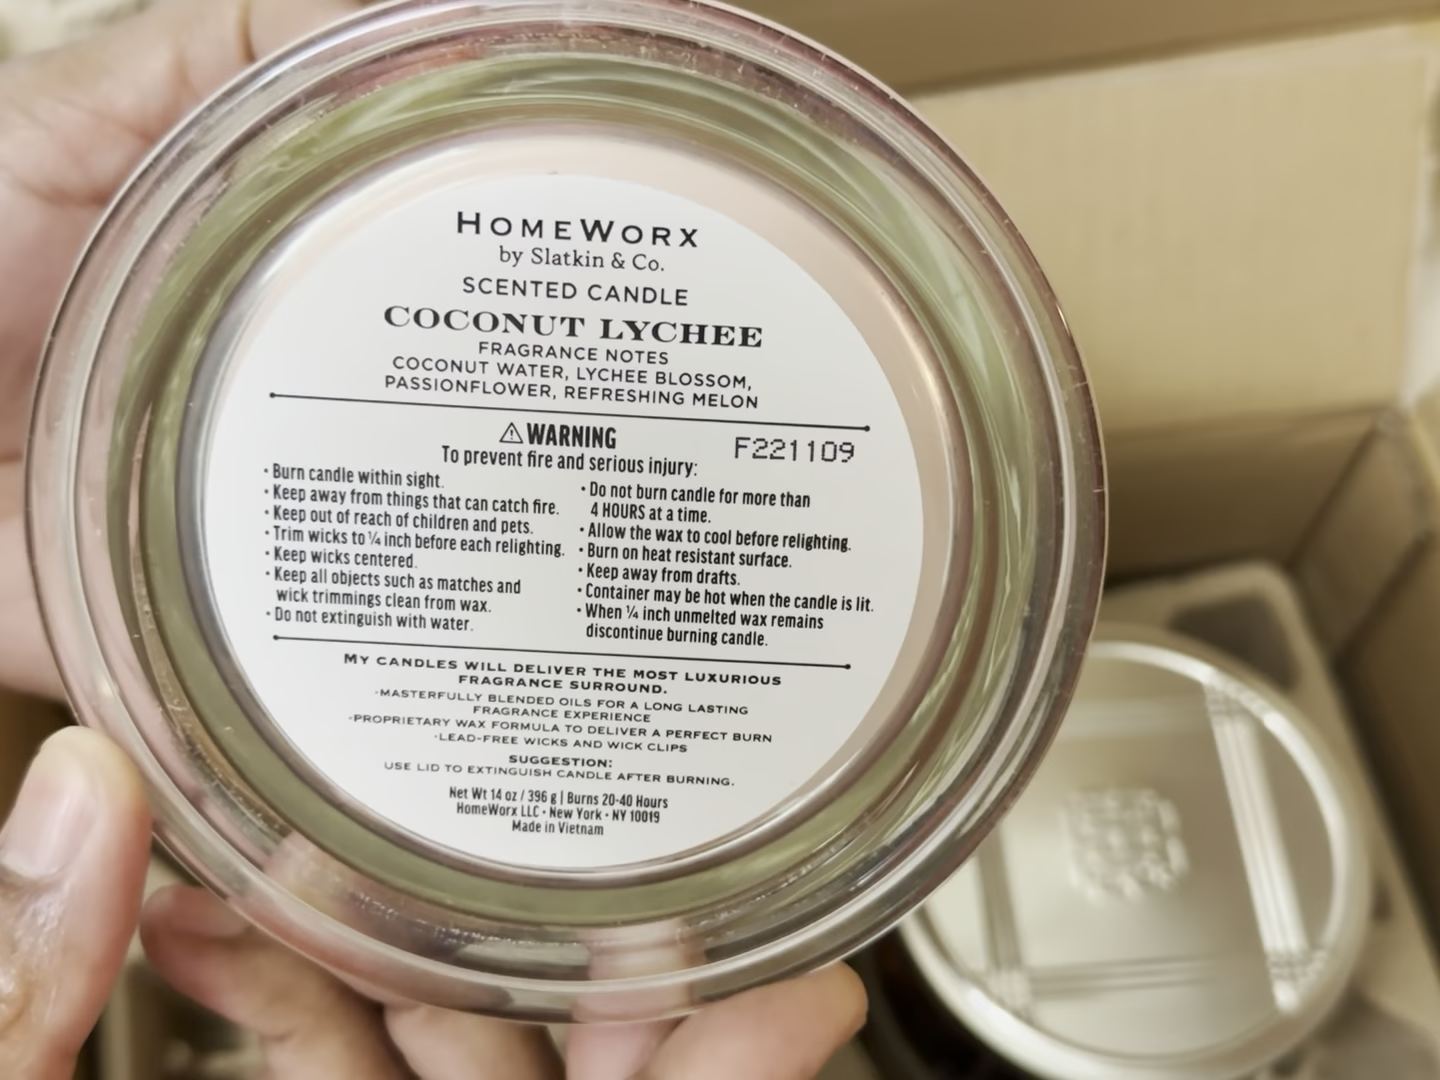 HOMEWORX
by Slatkin & Co.
SCENTED CANDLE
COCONUT LYCHEE
FRAGRANCE NOTES
COCONUT WATER, LYCHEE BLOSSOM,
PASSIONFLOWER, REFRESHING MELON
⚠WARNING
F221109
To prevent fire and serious injury:
• Burn candle within sight.
• Keep away from things that can catch fire.
• Keep out of reach of children and pets.
• Trim wicks to ¼ inch before each relighting.
• Keep wicks centered.
• Keep all objects such as matches and
wick trimmings clean from wax.
• Do not extinguish with water.
• Do not burn candle for more than
4 HOURS at a time.
• Allow the wax to cool before relighting.
• Burn on heat resistant surface.
• Keep away from drafts.
• Container may be hot when the candle is lit.
• When ¼ inch unmelted wax remains
discontinue burning candle.
MY CANDLES WILL DELIVER THE MOST LUXURIOUS
FRAGRANCE SURROUND.
•MASTERFULLY BLENDED OILS FOR A LONG LASTING
FRAGRANCE EXPERIENCE
•PROPRIETARY WAX FORMULA TO DELIVER A PERFECT BURN
•LEAD-FREE WICKS AND WICK CLIPS
SUGGESTION:
USE LID TO EXTINGUISH CANDLE AFTER BURNING.
Net Wt 14 oz / 396 g | Burns 20-40 Hours
HomeWorx LLC • New York • NY 10019
Made in Vietnam